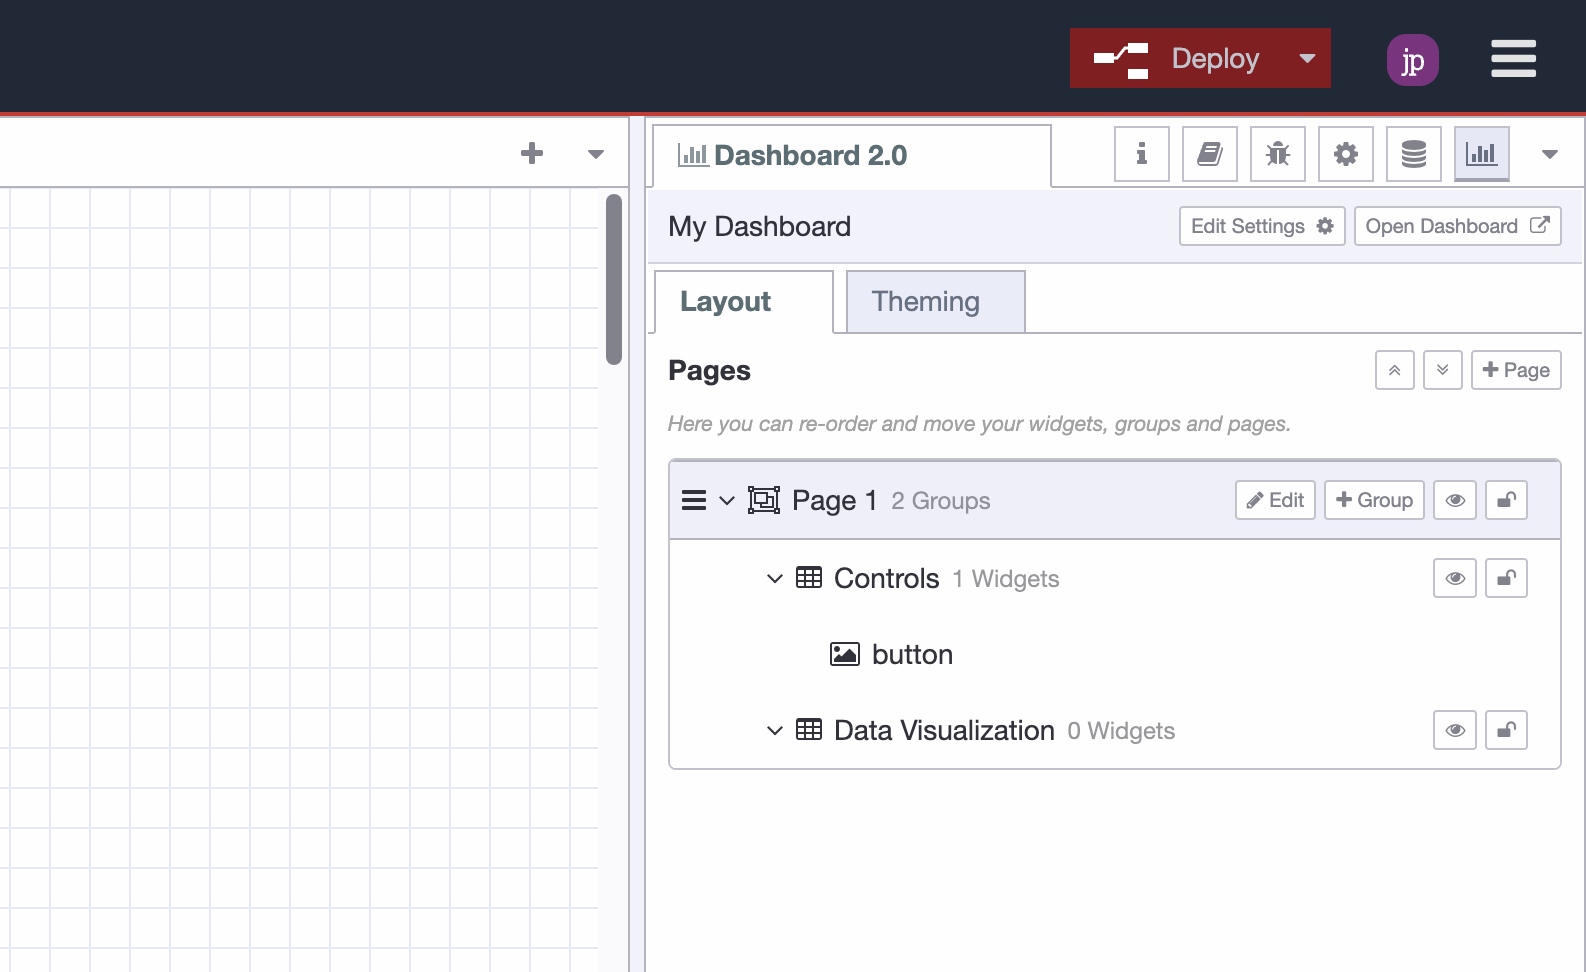 Deploy
jp
Dashboard 2.0
My Dashboard
Edit Settings
Open Dashboard
Layout
Theming
Pages
Page
Here you can re-order and move your widgets, groups and pages.
Page 1 2 Groups
Edit
Group
Controls 1 Widgets
button
Data Visualization 0 Widgets